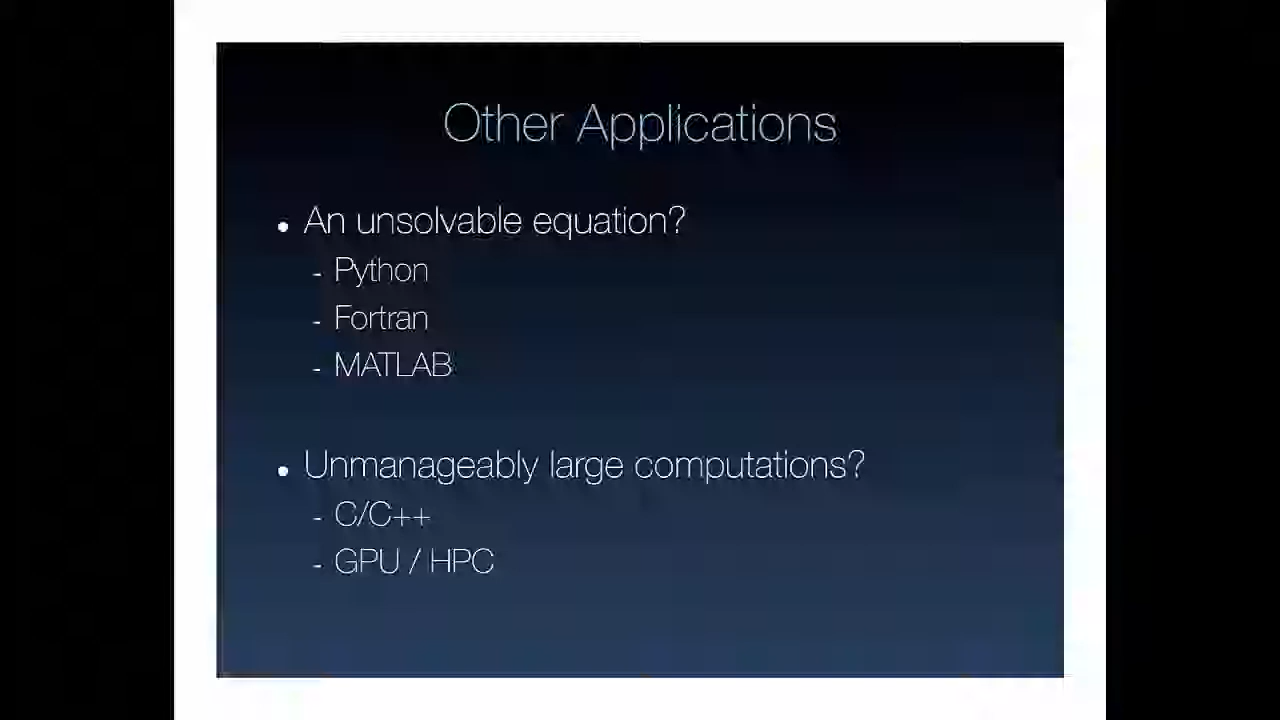 Other Applications
• An unsolvable equation?
- Python
- Fortran
- MATLAB
• Unmanageably large computations?
- C/C++
- GPU / HPC